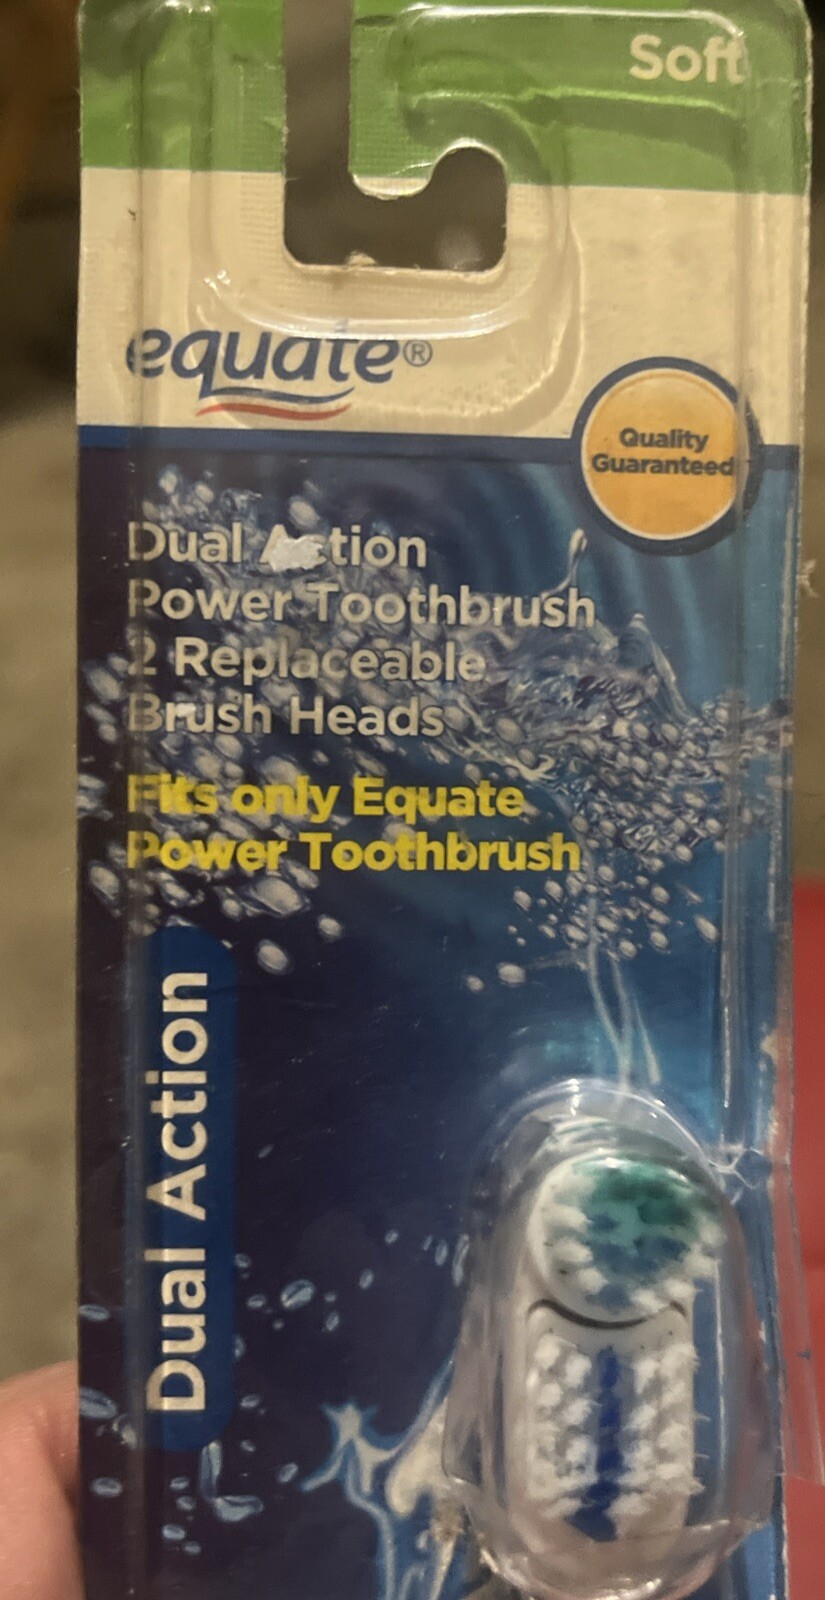 Soft
equate®
Quality
Guaranteed
Dual Action
Power Toothbrush
2 Replaceable
Brush Heads
Fits only Equate
Power Toothbrush
Dual Action